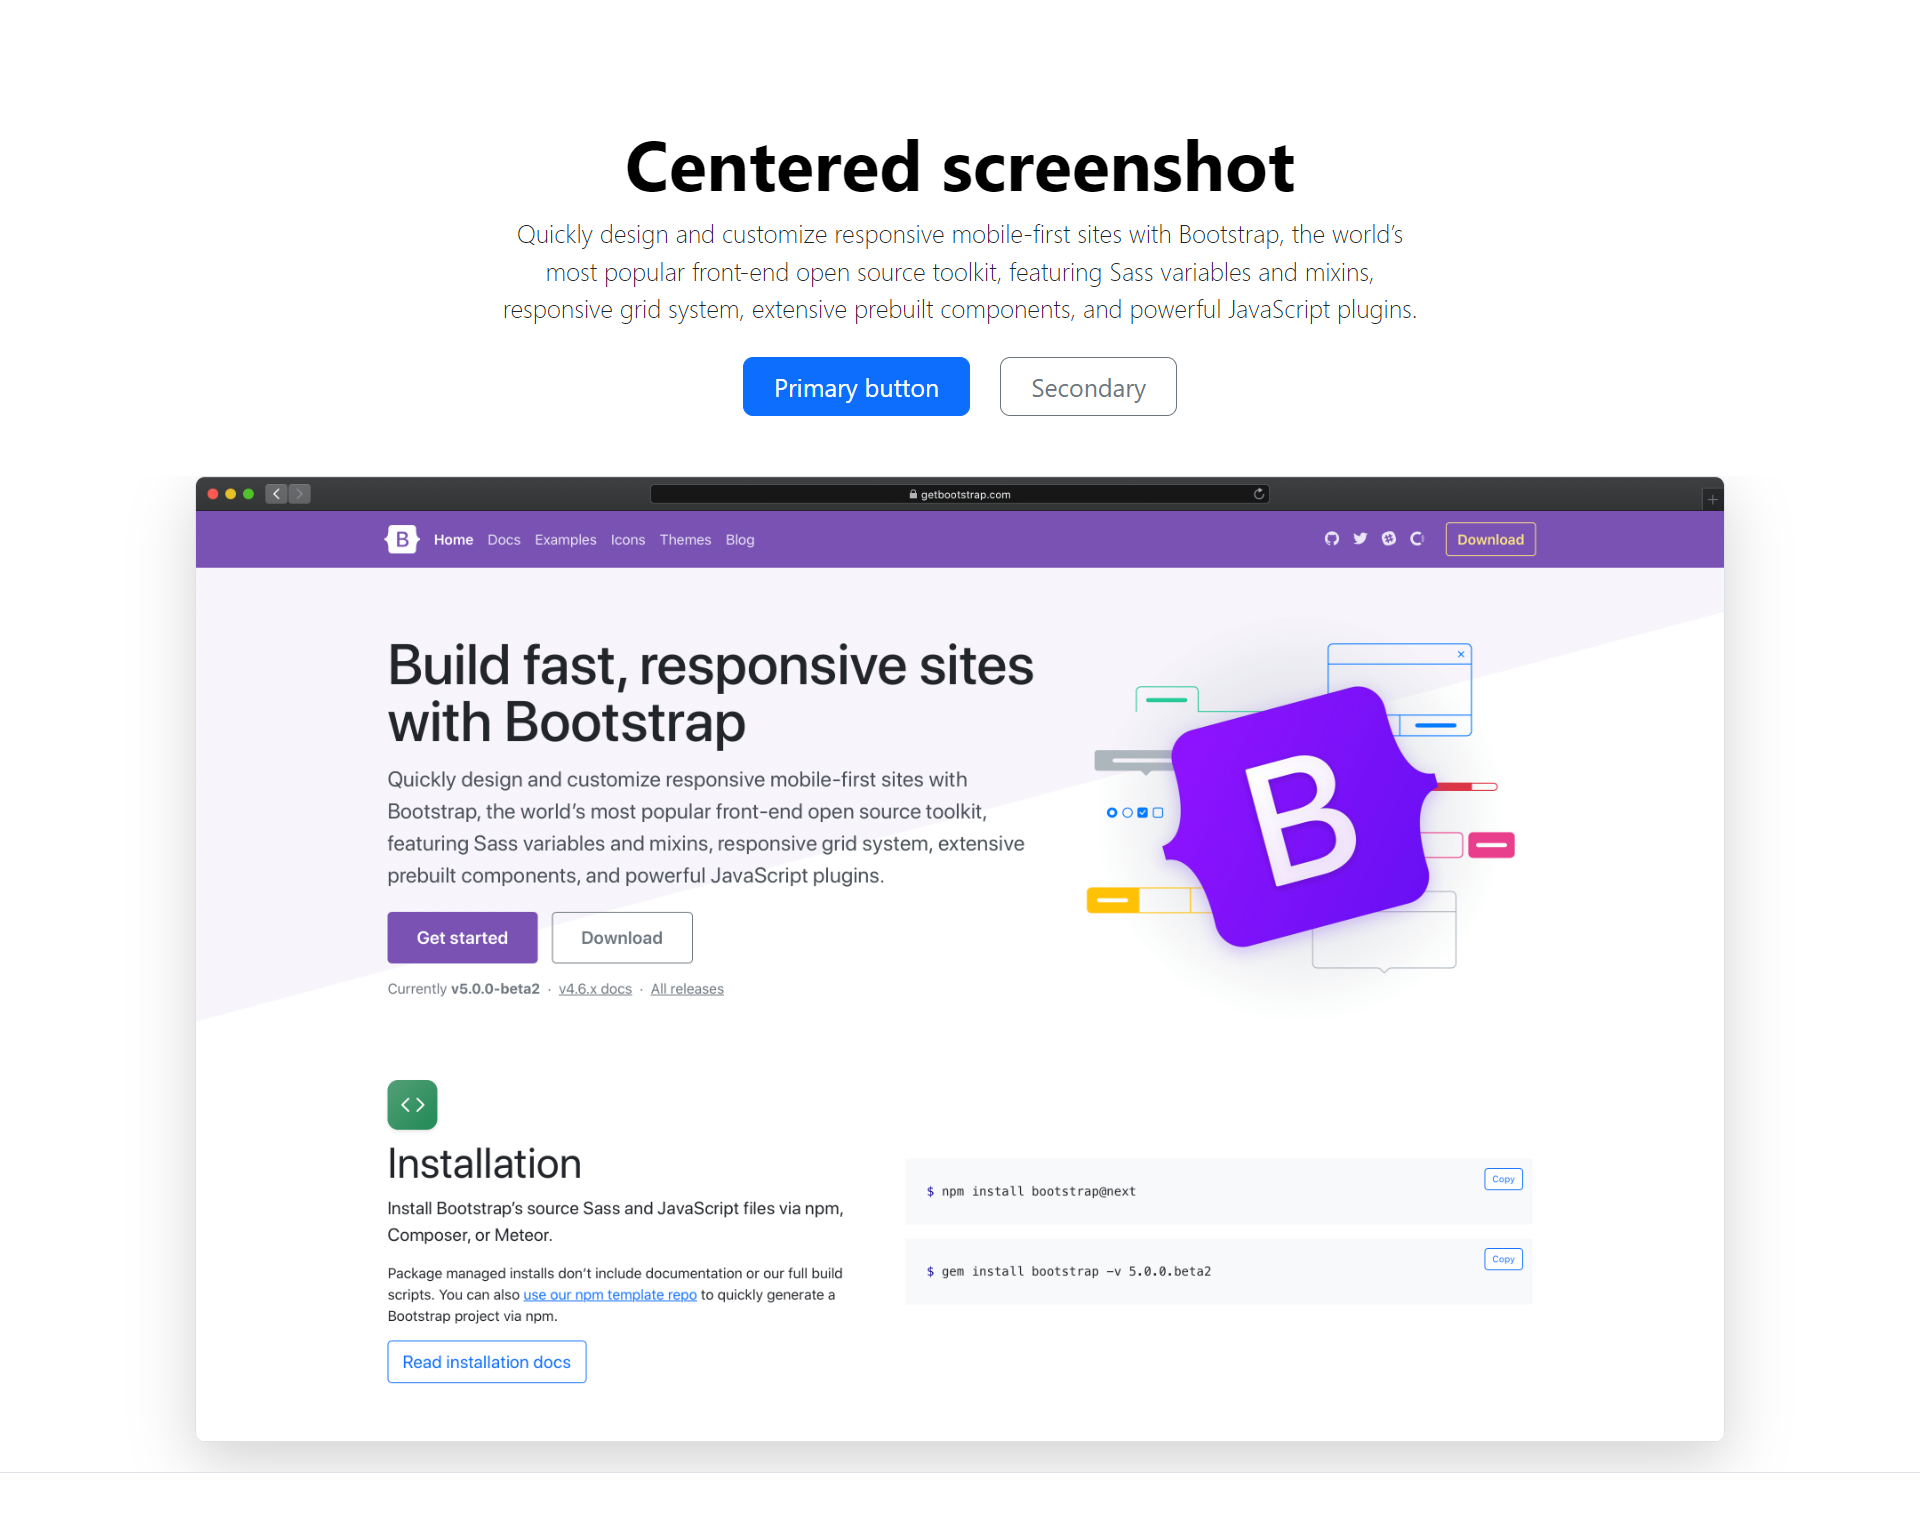 Centered screenshot
Quickly design and customize responsive mobile-first sites with Bootstrap, the world’s
most popular front-end open source toolkit, featuring Sass variables and mixins,
responsive grid system, extensive prebuilt components, and powerful JavaScript plugins.
Primary button Secondary
getbootstrap.com
B Home Docs Examples Icons Themes Blog Download
Build fast, responsive sites
with Bootstrap
Quickly design and customize responsive mobile-first sites with
Bootstrap, the world’s most popular front-end open source toolkit,
featuring Sass variables and mixins, responsive grid system, extensive
prebuilt components, and powerful JavaScript plugins.
Get started Download
Currently v5.0.0-beta2 · v4.6.x docs · All releases
B
Installation
Install Bootstrap’s source Sass and JavaScript files via npm,
Composer, or Meteor.
Package managed installs don’t include documentation or our full build
scripts. You can also use our npm template repo to quickly generate a
Bootstrap project via npm.
Read installation docs
$ npm install bootstrap@next
Copy
$ gem install bootstrap -v 5.0.0.beta2
Copy